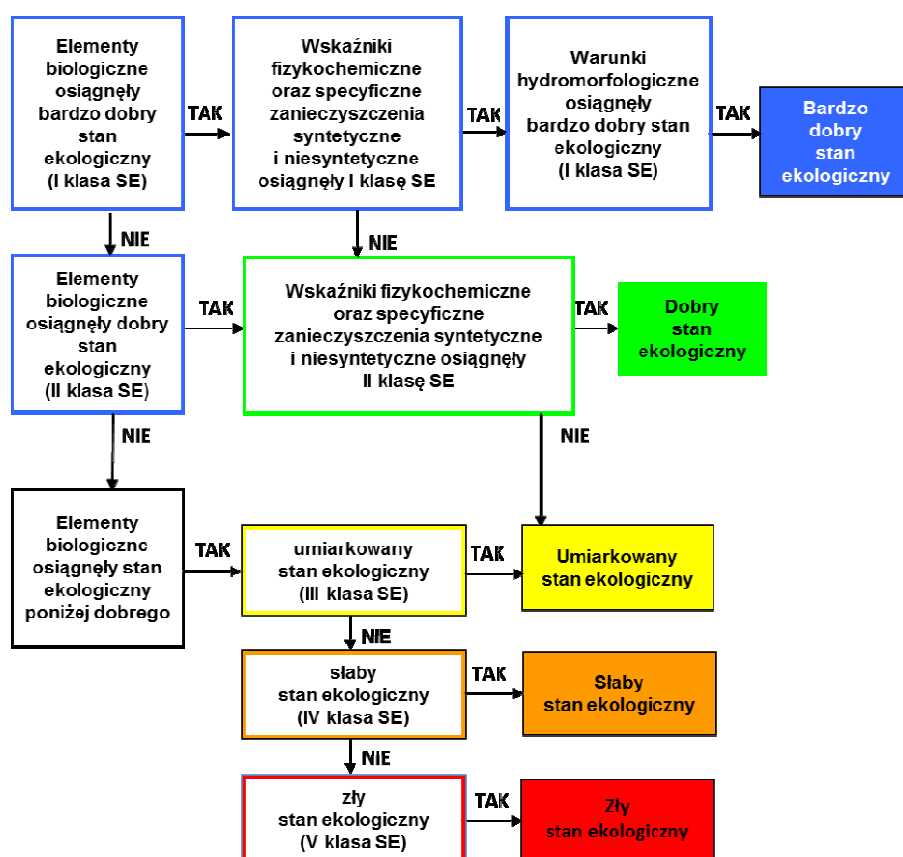 Elementy
biologiczne
osiągnęły
bardzo dobry
stan
ekologiczny
(I klasa SE)
TAK
Wskaźniki
fizykochemiczne
oraz specyficzne
zanieczyszczenia
syntetyczne
i niesyntetyczne
osiągnęły I klasę SE
TAK
Warunki
hydromorfologiczne
osiągnęły
bardzo dobry stan
ekologiczny
(I klasa SE)
TAK
Bardzo
dobry
stan
ekologiczny
NIE
NIE
Elementy
biologiczne
osiągnęły dobry
stan
ekologiczny
(II klasa SE)
TAK
Wskaźniki fizykochemiczne
oraz specyficzne
zanieczyszczenia syntetyczne
i niesyntetyczne osiągnęły
II klasę SE
TAK
Dobry
stan
ekologiczny
NIE
NIE
Elementy
biologiczne
osiągnęły stan
ekologiczny
poniżej dobrego
TAK
umiarkowany
stan ekologiczny
(III klasa SE)
TAK
Umiarkowany
stan ekologiczny
NIE
słaby
stan ekologiczny
(IV klasa SE)
TAK
Słaby
stan ekologiczny
NIE
zły
stan ekologiczny
(V klasa SE)
TAK
Zły
stan ekologiczny